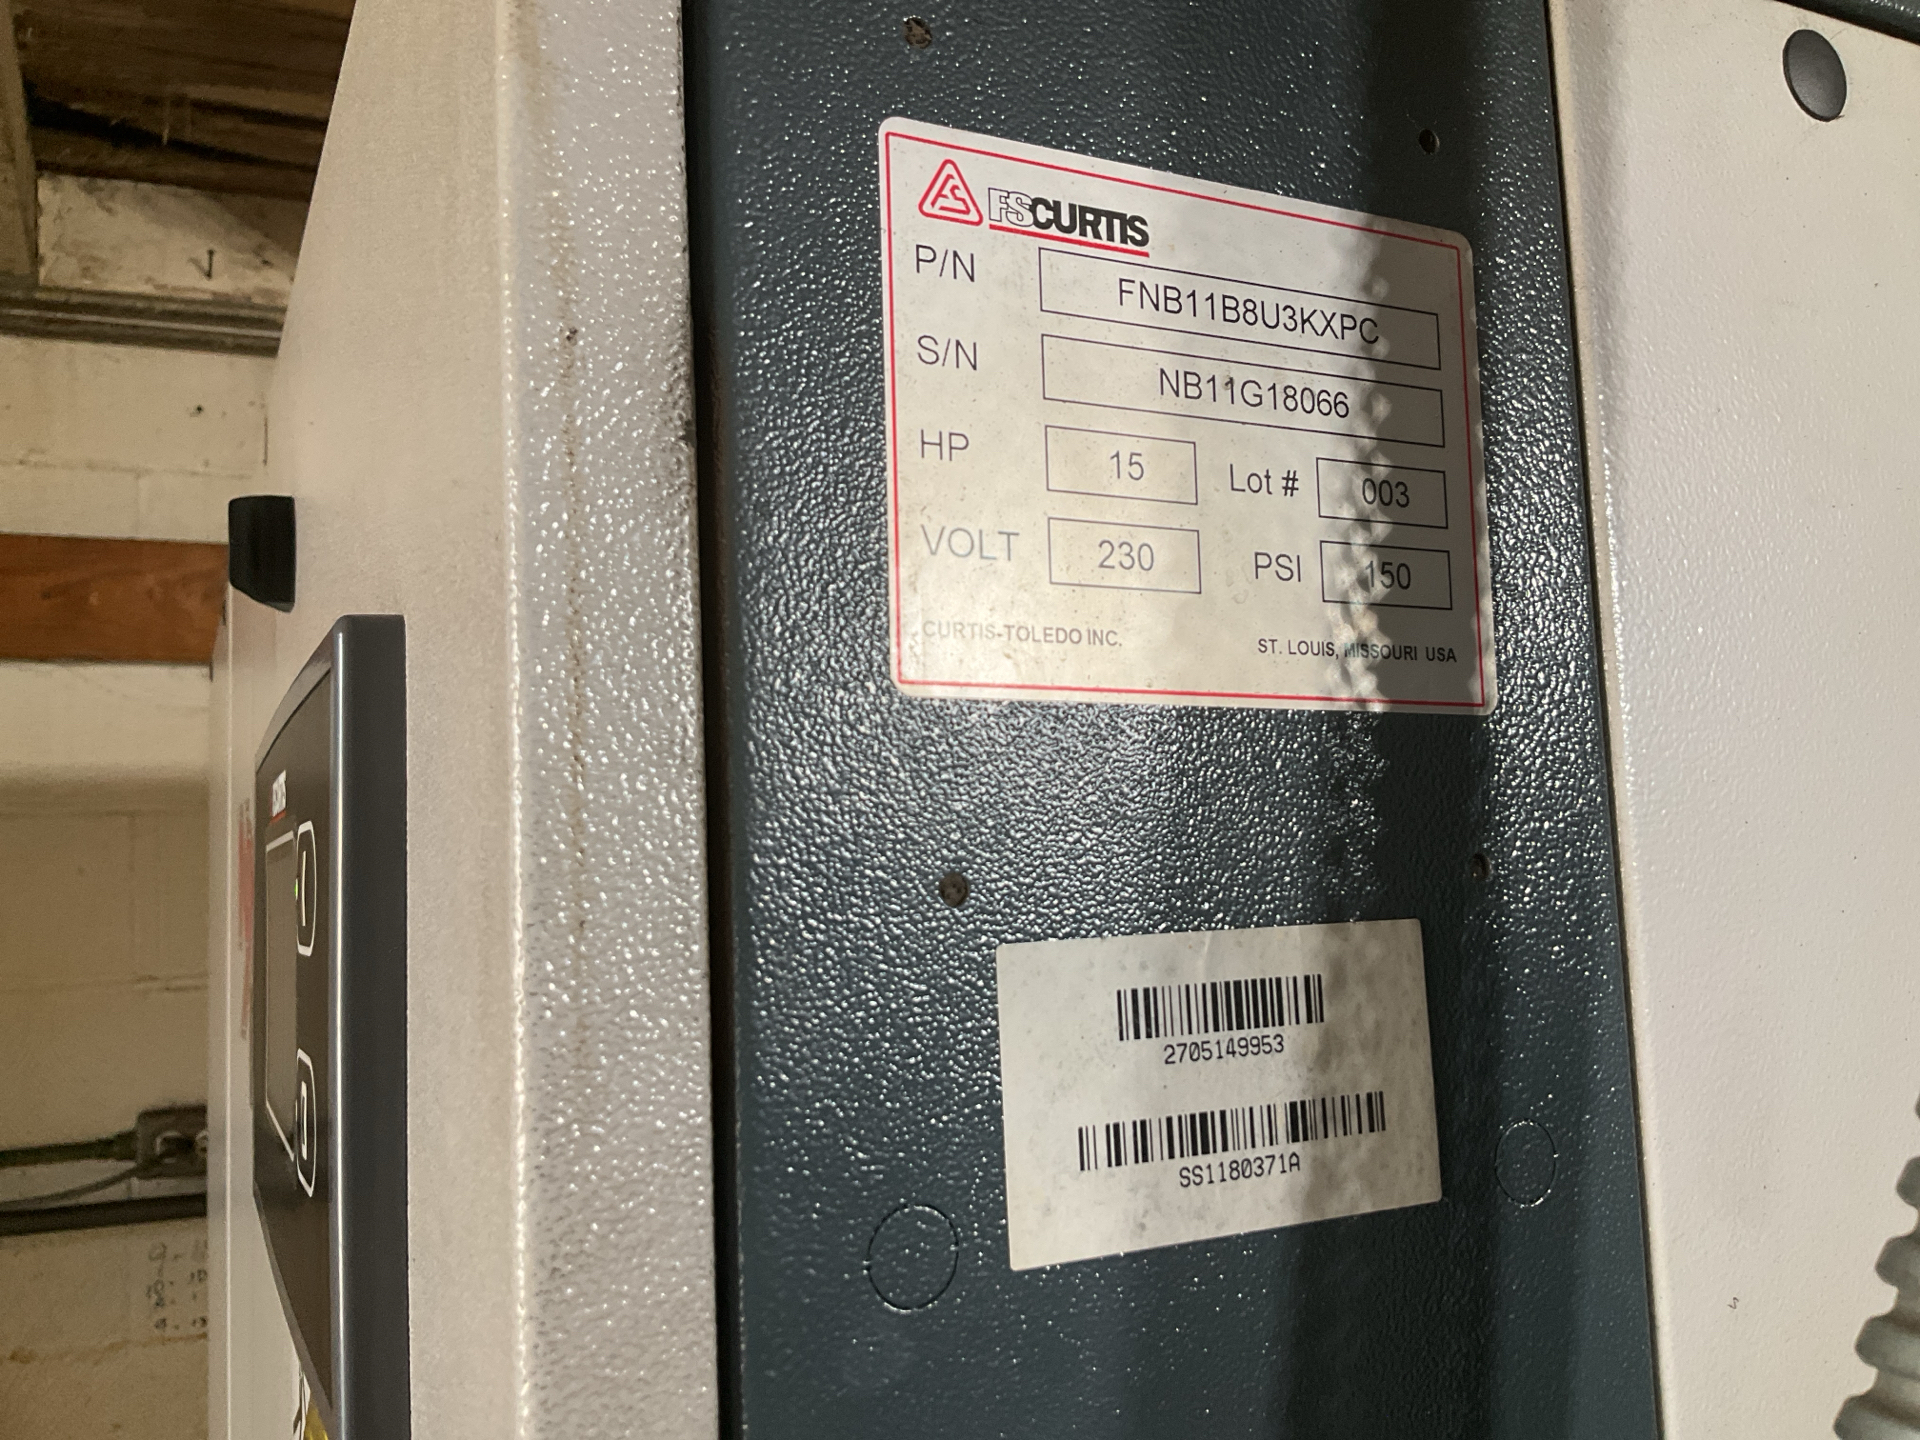 FSCURTIS
P/N FNB11B8U3KXPC
S/N NB11G18066
HP 15 Lot # 003
VOLT 230 PSI 150
CURTIS-TOLEDO INC. ST. LOUIS, MISSOURI USA
2705149953
SS1180371A